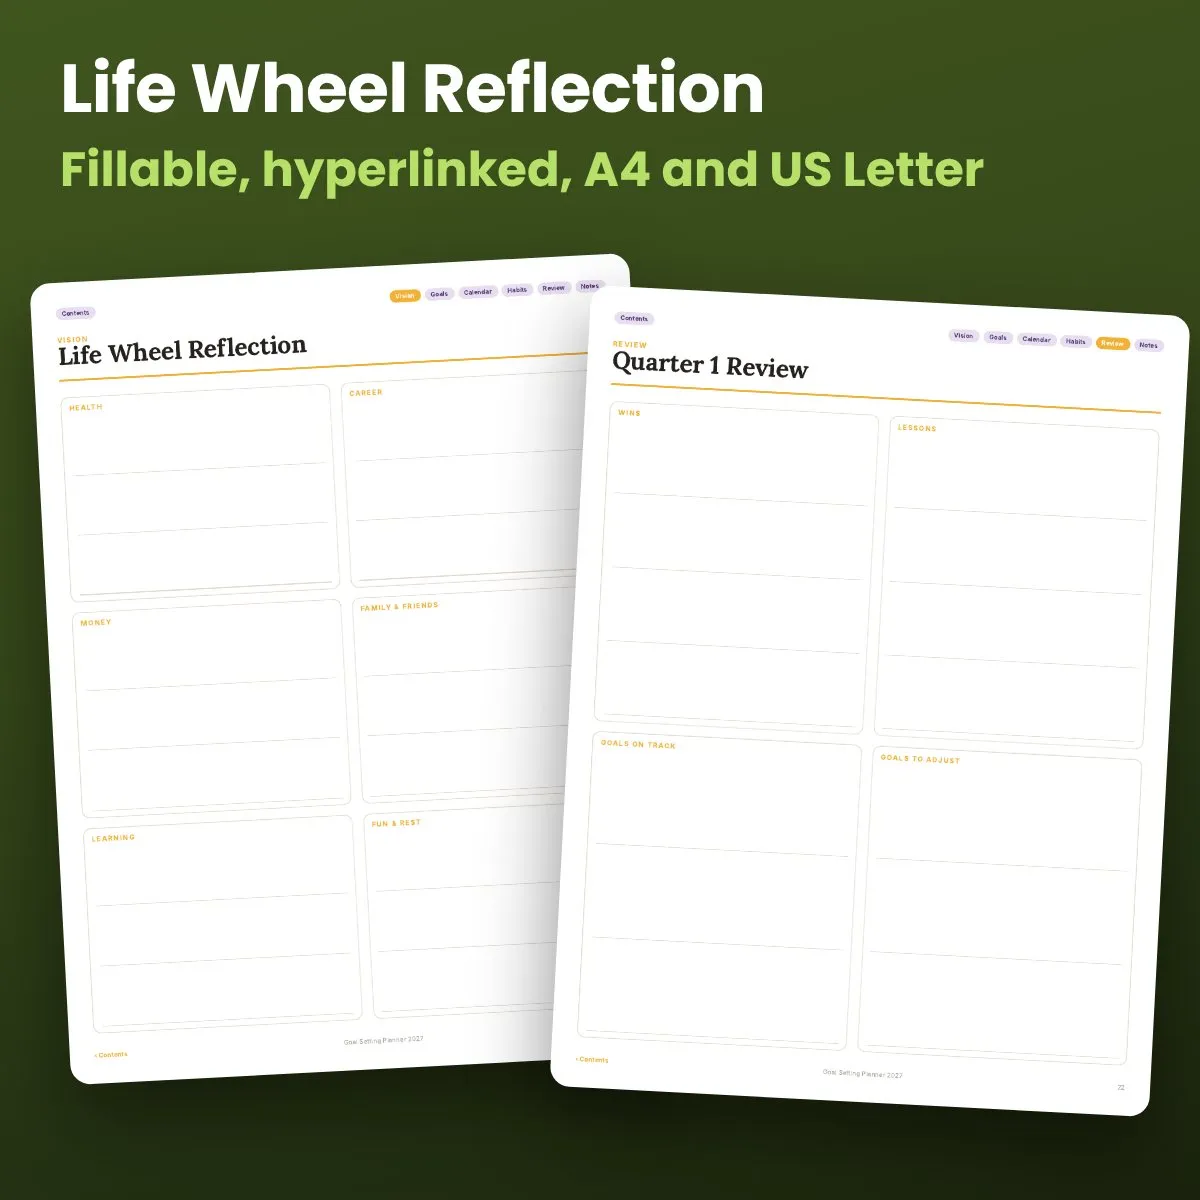 Life Wheel Reflection
Fillable, hyperlinked, A4 and US Letter
Contents
Vision Goals Calendar Habits Review Notes
VISION
Life Wheel Reflection
HEALTH
CAREER
MONEY
FAMILY & FRIENDS
LEARNING
FUN & REST
‹ Contents
Goal Setting Planner 2027
Contents
Vision Goals Calendar Habits Review Notes
REVIEW
Quarter 1 Review
WINS
LESSONS
GOALS ON TRACK
GOALS TO ADJUST
‹ Contents
Goal Setting Planner 2027
72